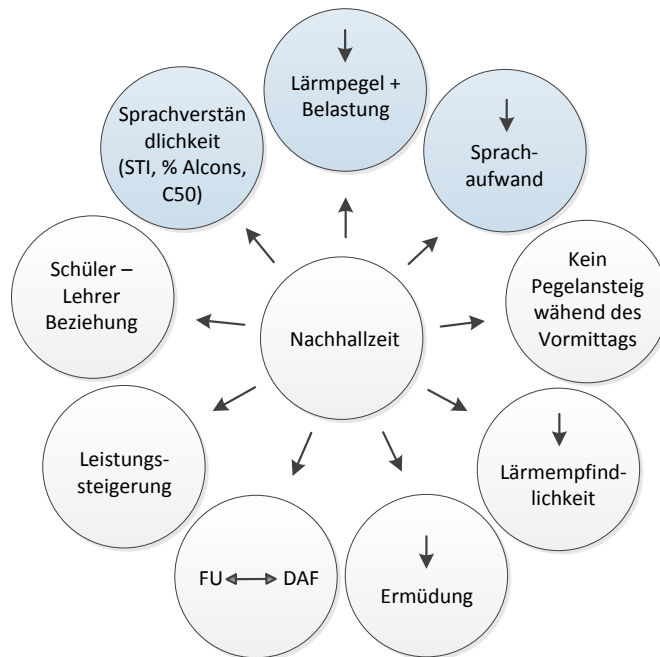 Lärmpegel +
Belastung
Sprach-
aufwand
Kein
Pegelansteig
wähend des
Vormittags
Lärmempfind-
lichkeit
Ermüdung
FU DAF
Leistungs-
steigerung
Schüler –
Lehrer
Beziehung
Sprachverstän
dlichkeit
(STI, % Alcons,
C50)
Nachhallzeit